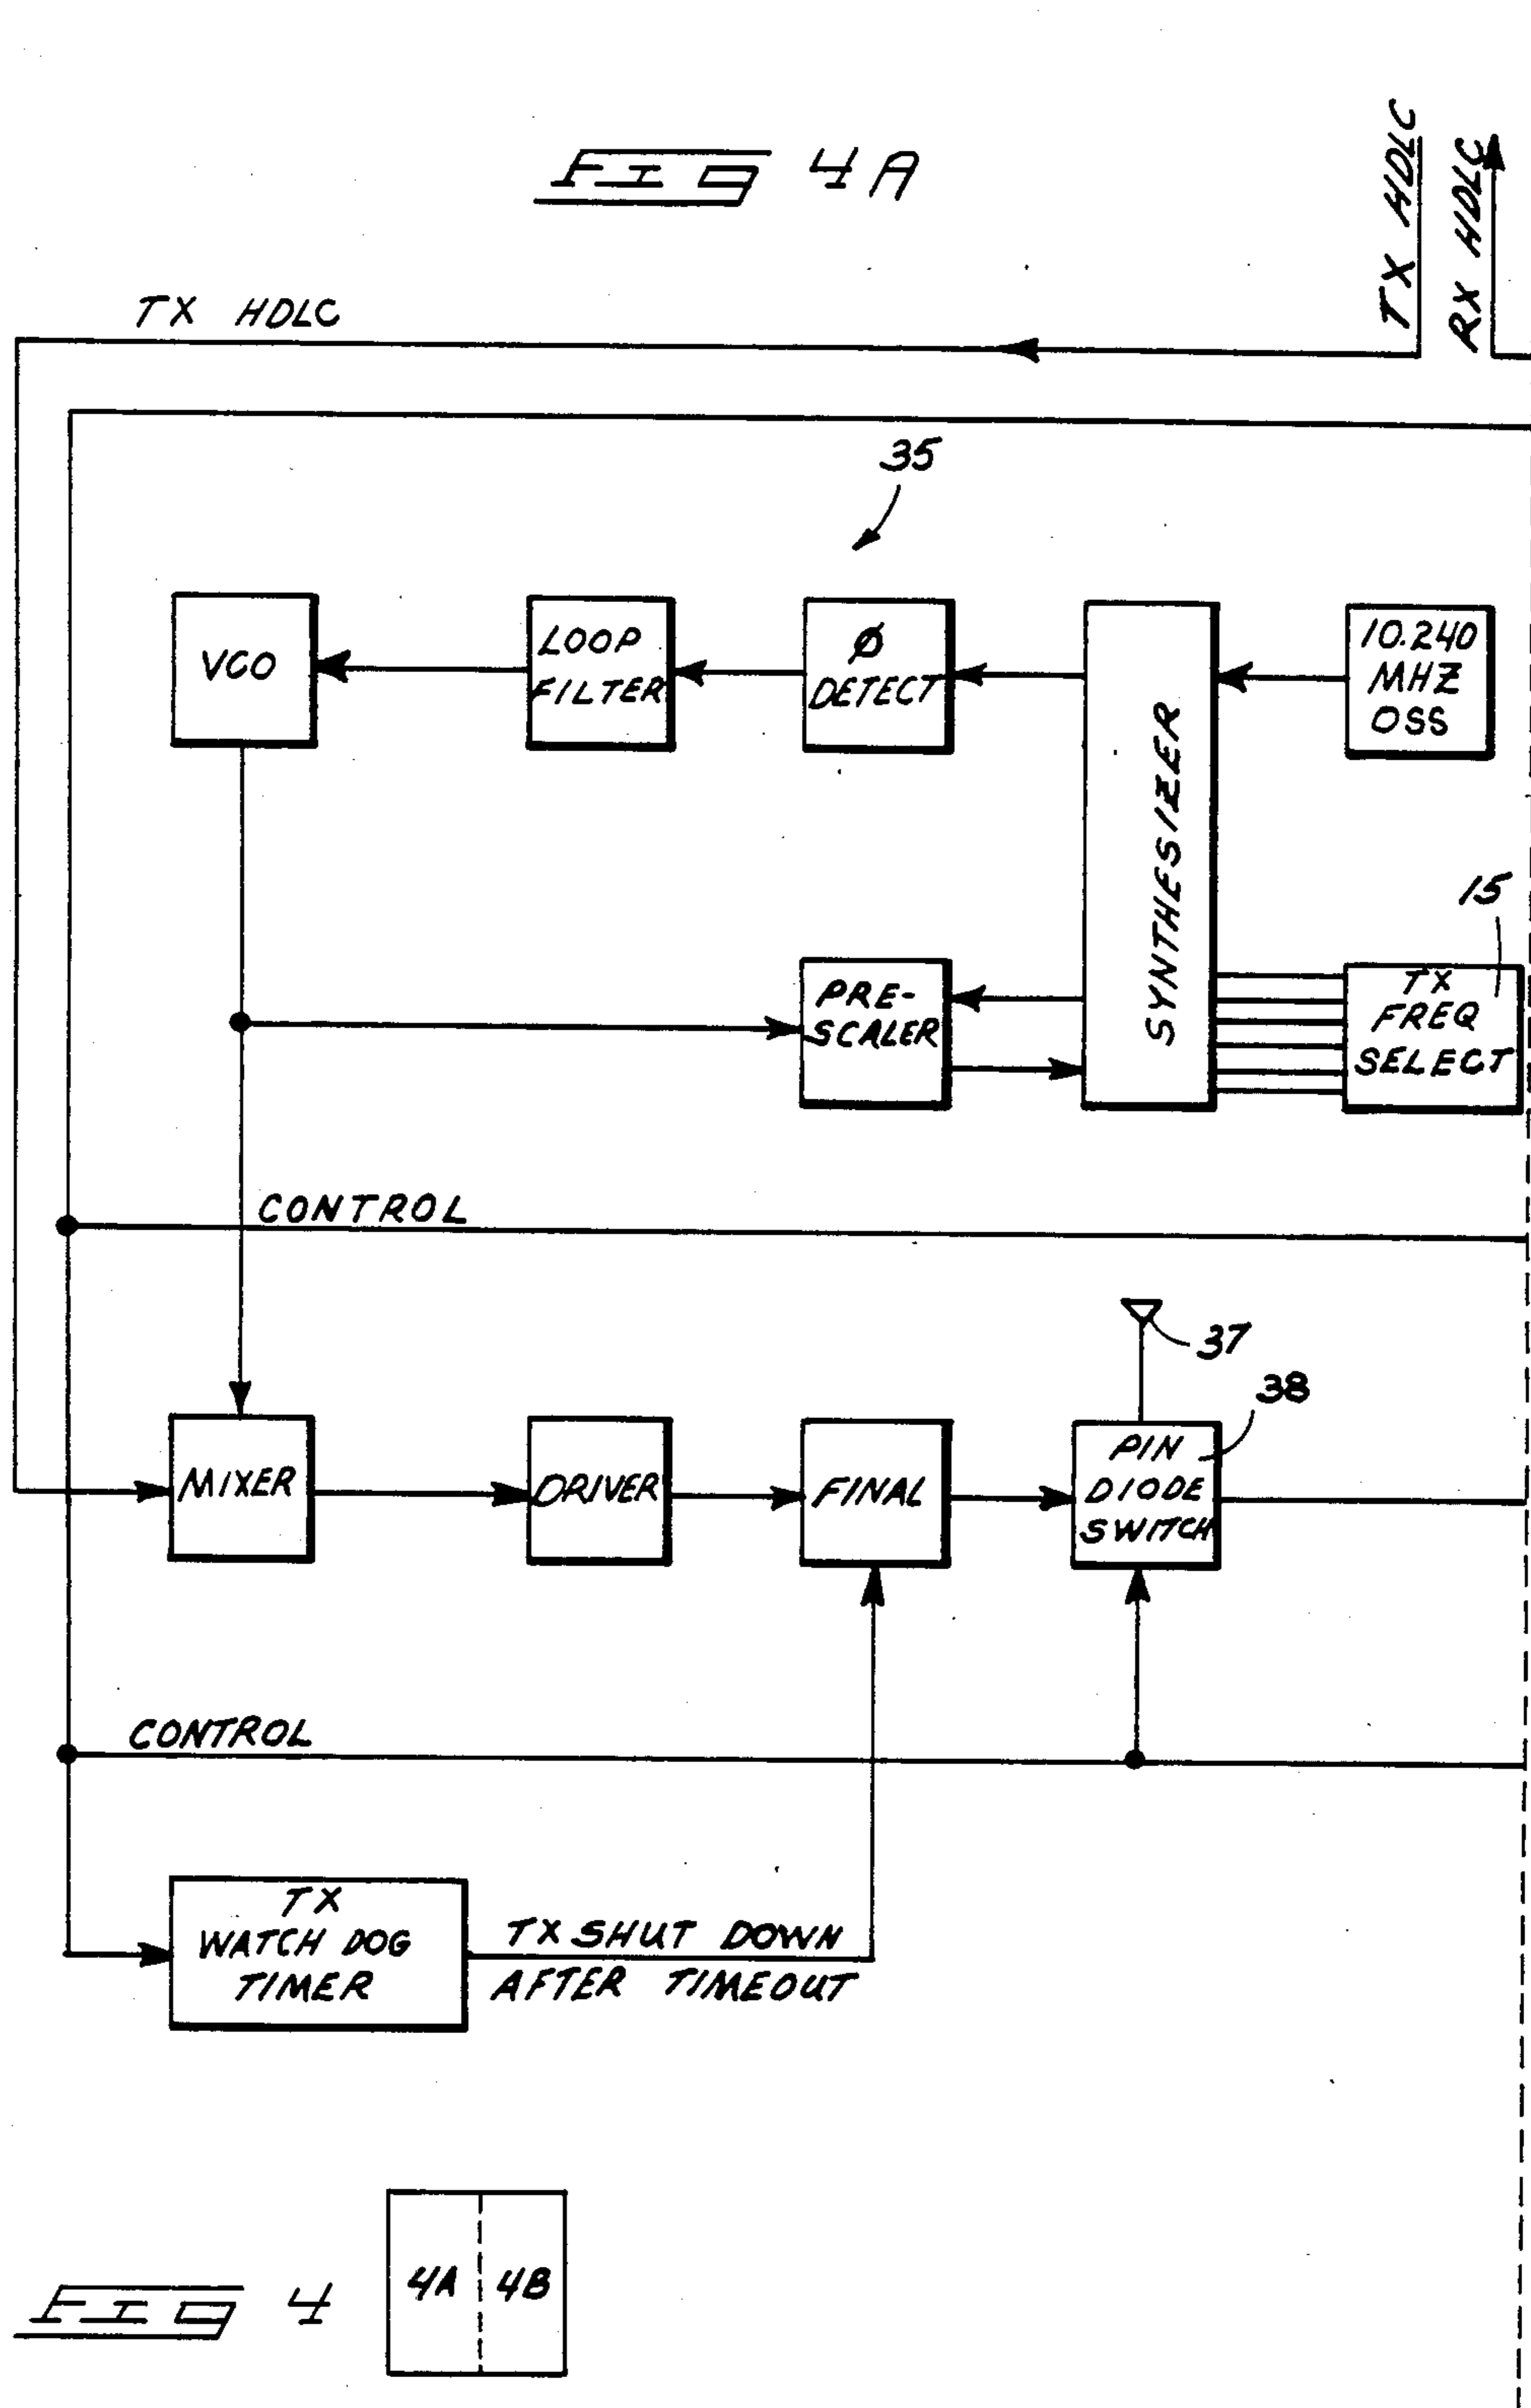 FIG 4A
TX HDLC
RX HDLC
TX HDLC
35
VCO
LOOP
FILTER
Ø
DETECT
SYNTHESIZER
10.240
MHZ
OSS
15
PRE-
SCALER
TX
FREQ
SELECT
CONTROL
37
38
MIXER
DRIVER
FINAL
PIN
DIODE
SWITCH
CONTROL
TX
WATCH DOG
TIMER
TX SHUT DOWN
AFTER TIMEOUT
FIG 4
4A
4B